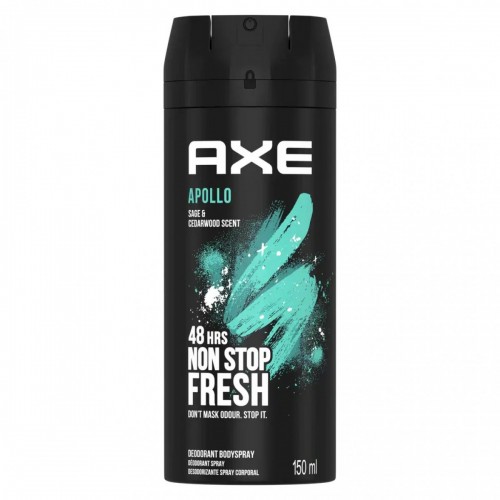 AXE
APOLLO
SAGE &
CEDARWOOD SCENT
48 HRS
NON STOP
FRESH
DON'T MASK ODOUR. STOP IT.
DEODORANT BODYSPRAY
DÉODORANT SPRAY
DESODORIZANTE SPRAY CORPORAL
150 ml